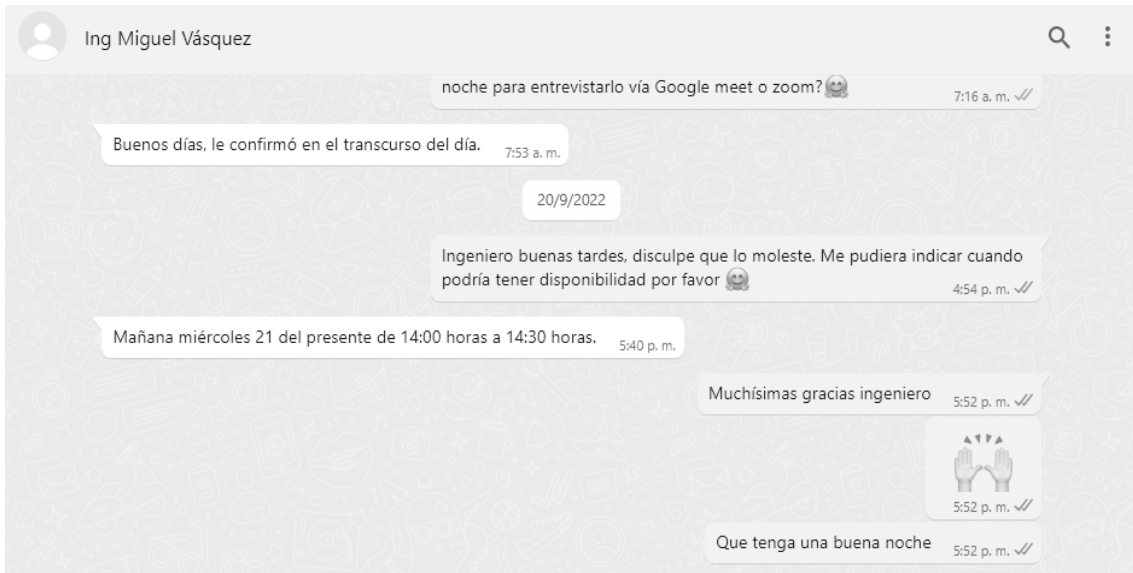 Ing Miguel Vásquez
noche para entrevistarlo vía Google meet o zoom?🤗
7:16 a. m.
Buenos días, le confirmó en el transcurso del día.
7:53 a. m.
20/9/2022
Ingeniero buenas tardes, disculpe que lo moleste. Me pudiera indicar cuando
podría tener disponibilidad por favor 🤗
4:54 p. m.
Mañana miércoles 21 del presente de 14:00 horas a 14:30 horas.
5:40 p. m.
Muchísimas gracias ingeniero
5:52 p. m.
🙌
5:52 p. m.
Que tenga una buena noche
5:52 p. m.